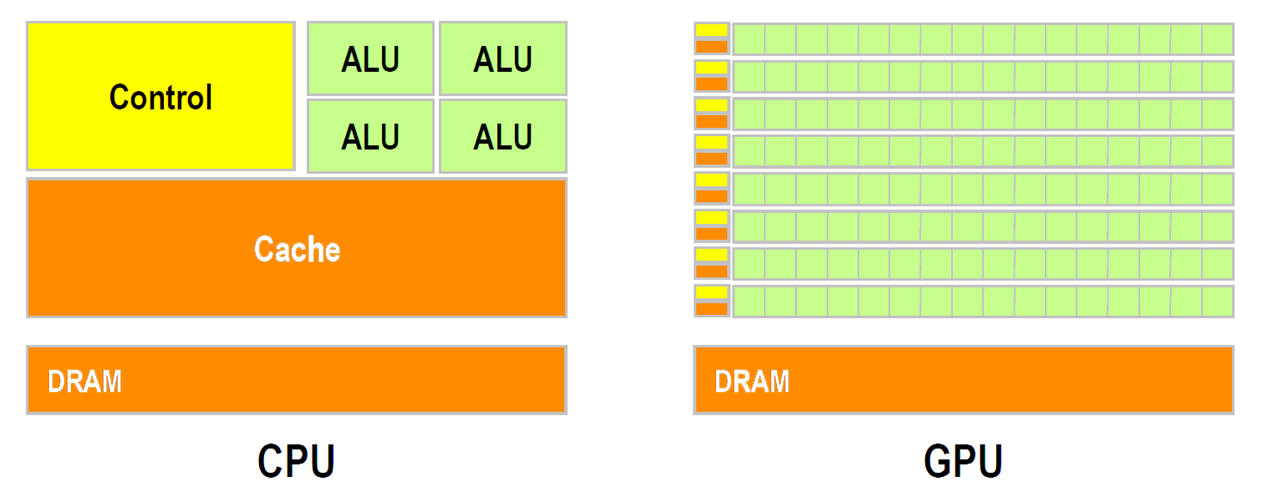 Control
ALU ALU
ALU ALU
Cache
DRAM
CPU
DRAM
GPU